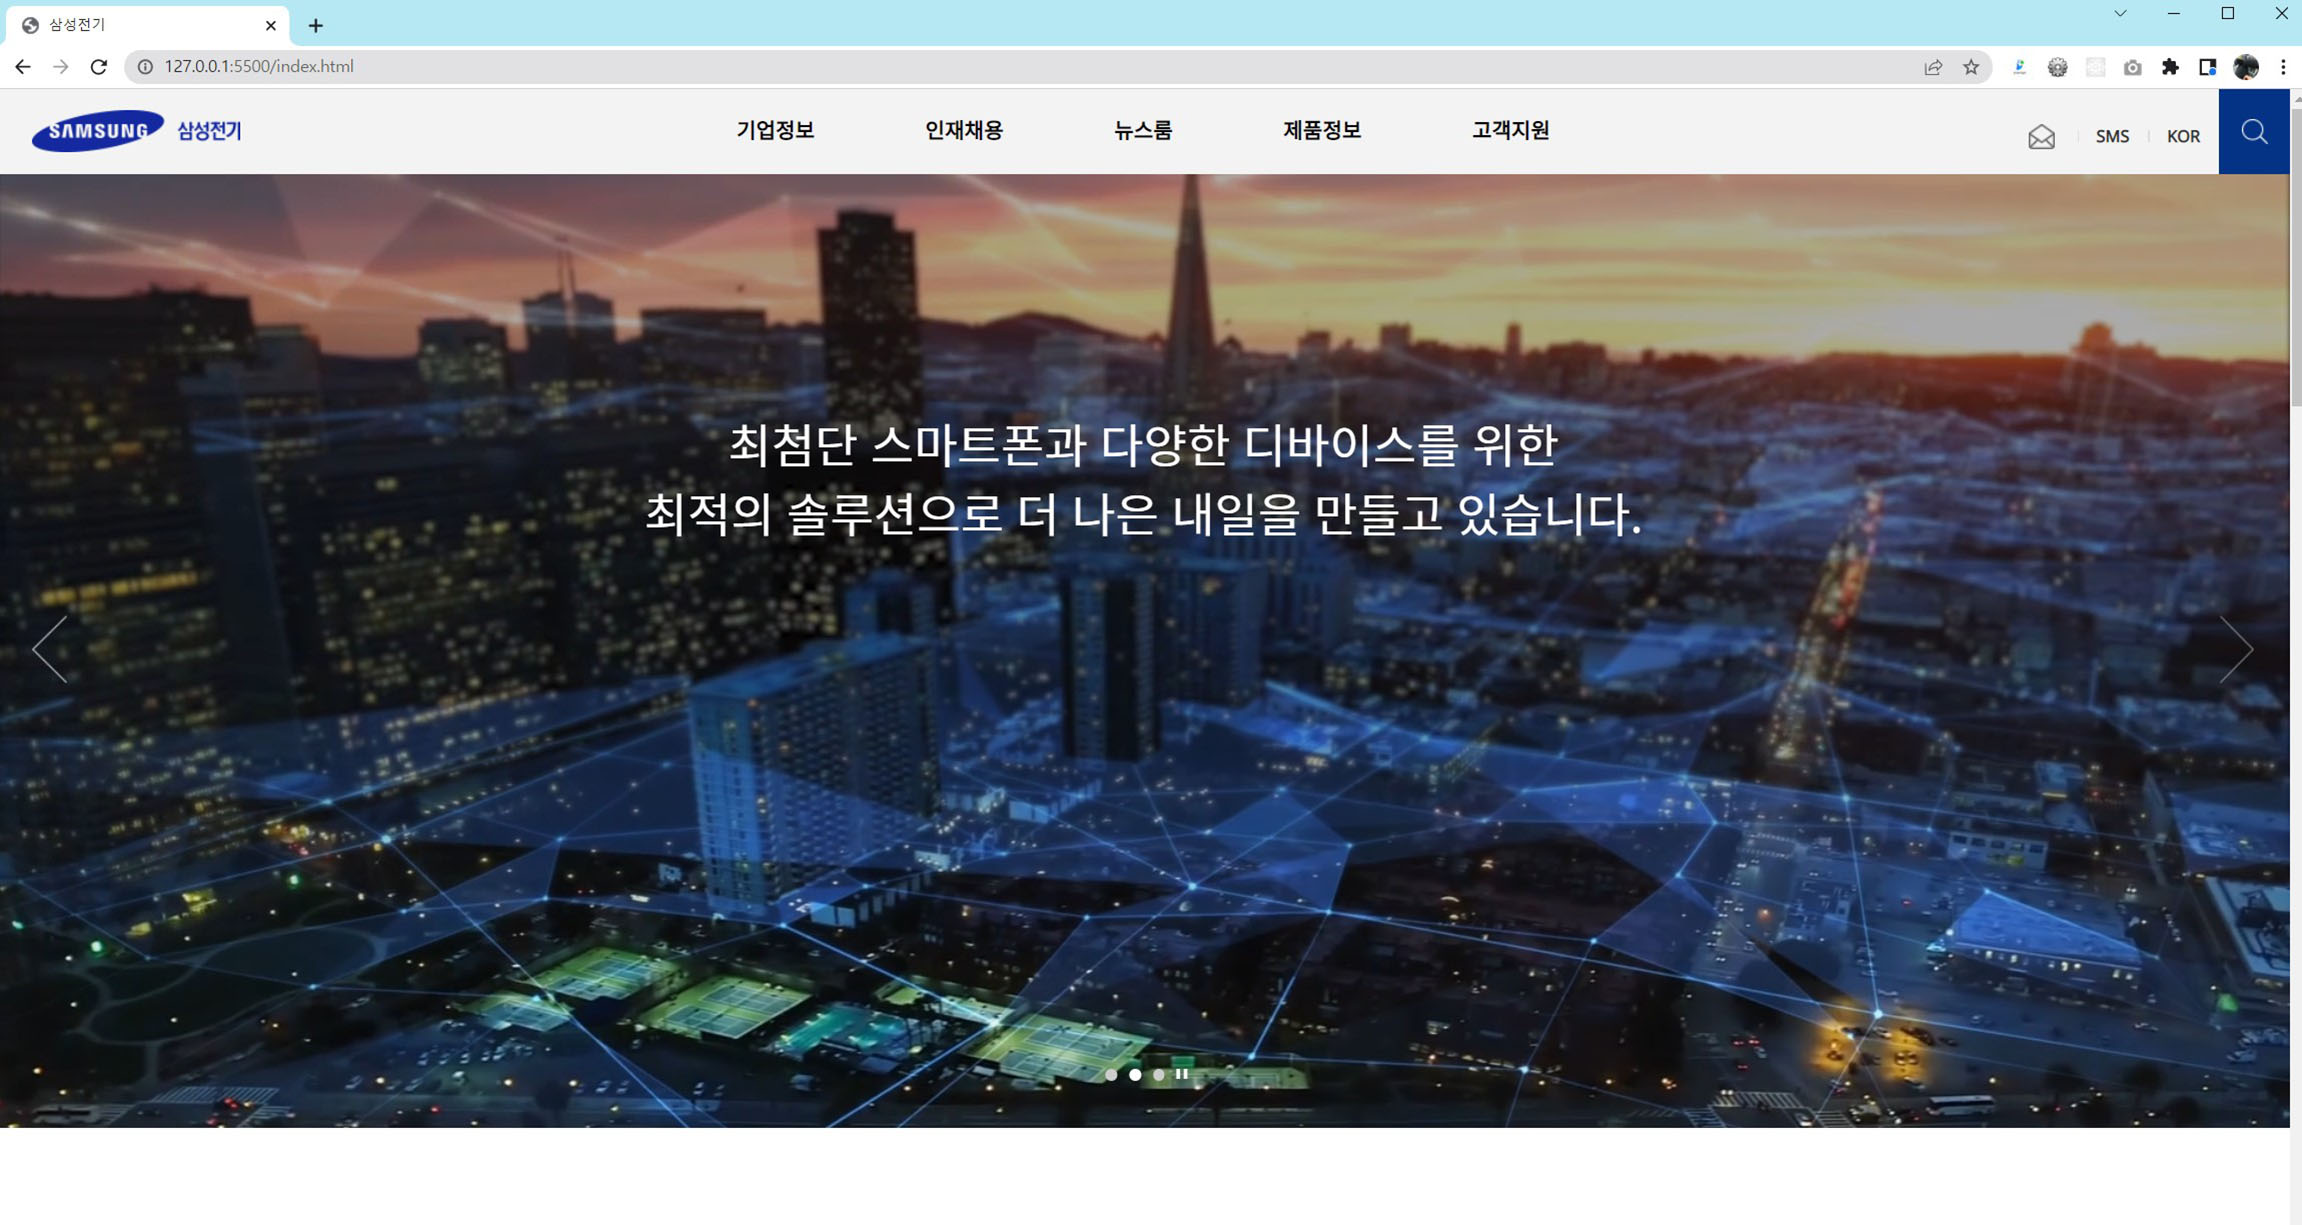 삼성전기
127.0.0.1:5500/index.html
SAMSUNG 삼성전기
기업정보 인재채용 뉴스룸 제품정보 고객지원
SMS KOR
최첨단 스마트폰과 다양한 디바이스를 위한
최적의 솔루션으로 더 나은 내일을 만들고 있습니다.